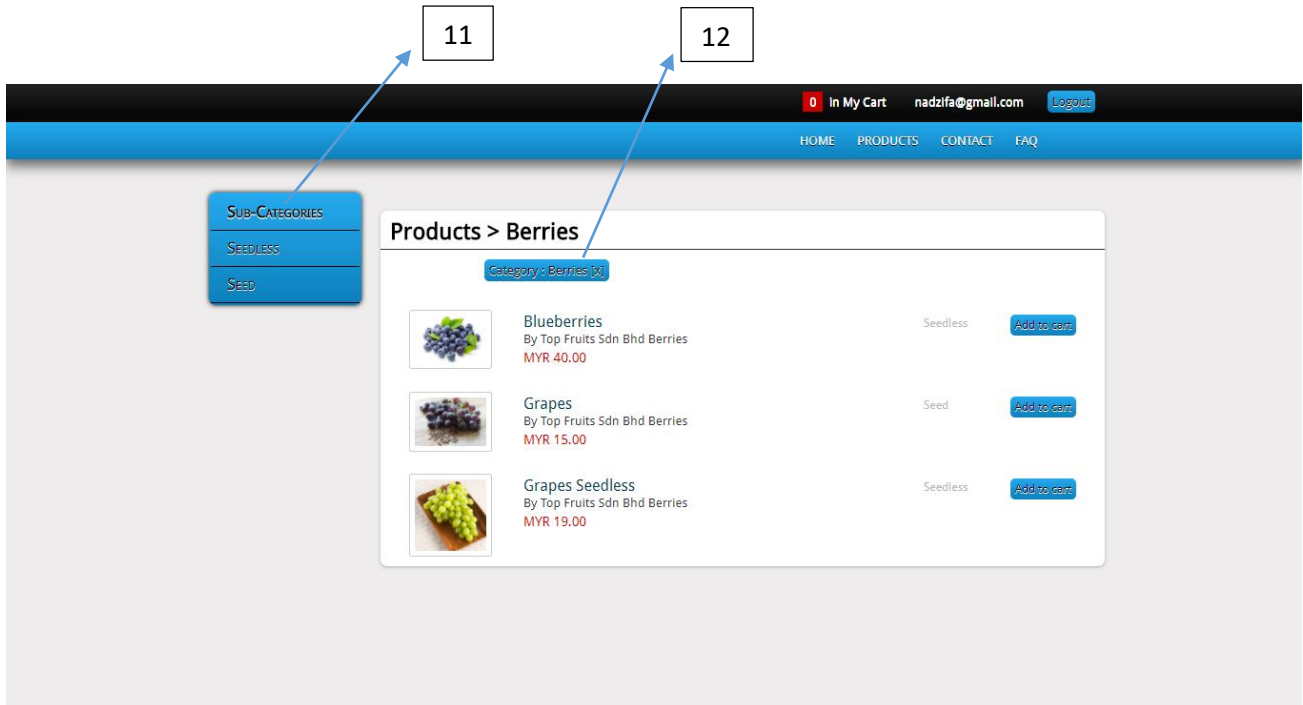 11
12
0 In My Cart nadzifa@gmail.com Logout
HOME PRODUCTS CONTACT FAQ
Sub-Categories
Seedless
Seed
Products > Berries
Category : Berries [x]
Blueberries
By Top Fruits Sdn Bhd Berries
MYR 40.00
Seedless
Add to cart
Grapes
By Top Fruits Sdn Bhd Berries
MYR 15.00
Seed
Add to cart
Grapes Seedless
By Top Fruits Sdn Bhd Berries
MYR 19.00
Seedless
Add to cart